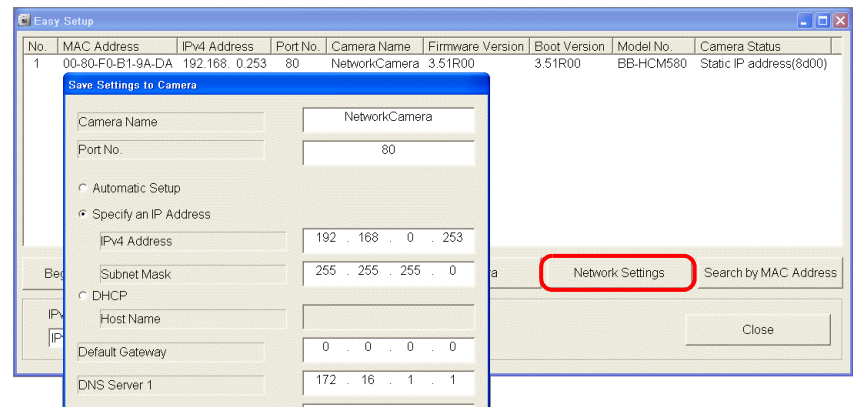 Easy Setup
No. MAC Address IPv4 Address Port No. Camera Name Firmware Version Boot Version Model No. Camera Status
1 00-80-F0-B1-9A-DA 192.168. 0.253 80 NetworkCamera 3.51R00 3.51R00 BB-HCM580 Static IP address(8d00)
Save Settings to Camera
Camera Name NetworkCamera
Port No. 80
Automatic Setup
Specify an IP Address
IPv4 Address 192 . 168 . 0 . 253
Subnet Mask 255 . 255 . 255 . 0
DHCP
Host Name
Default Gateway 0 . 0 . 0 . 0
DNS Server 1 172 . 16 . 1 . 1
Network Settings Search by MAC Address
Close